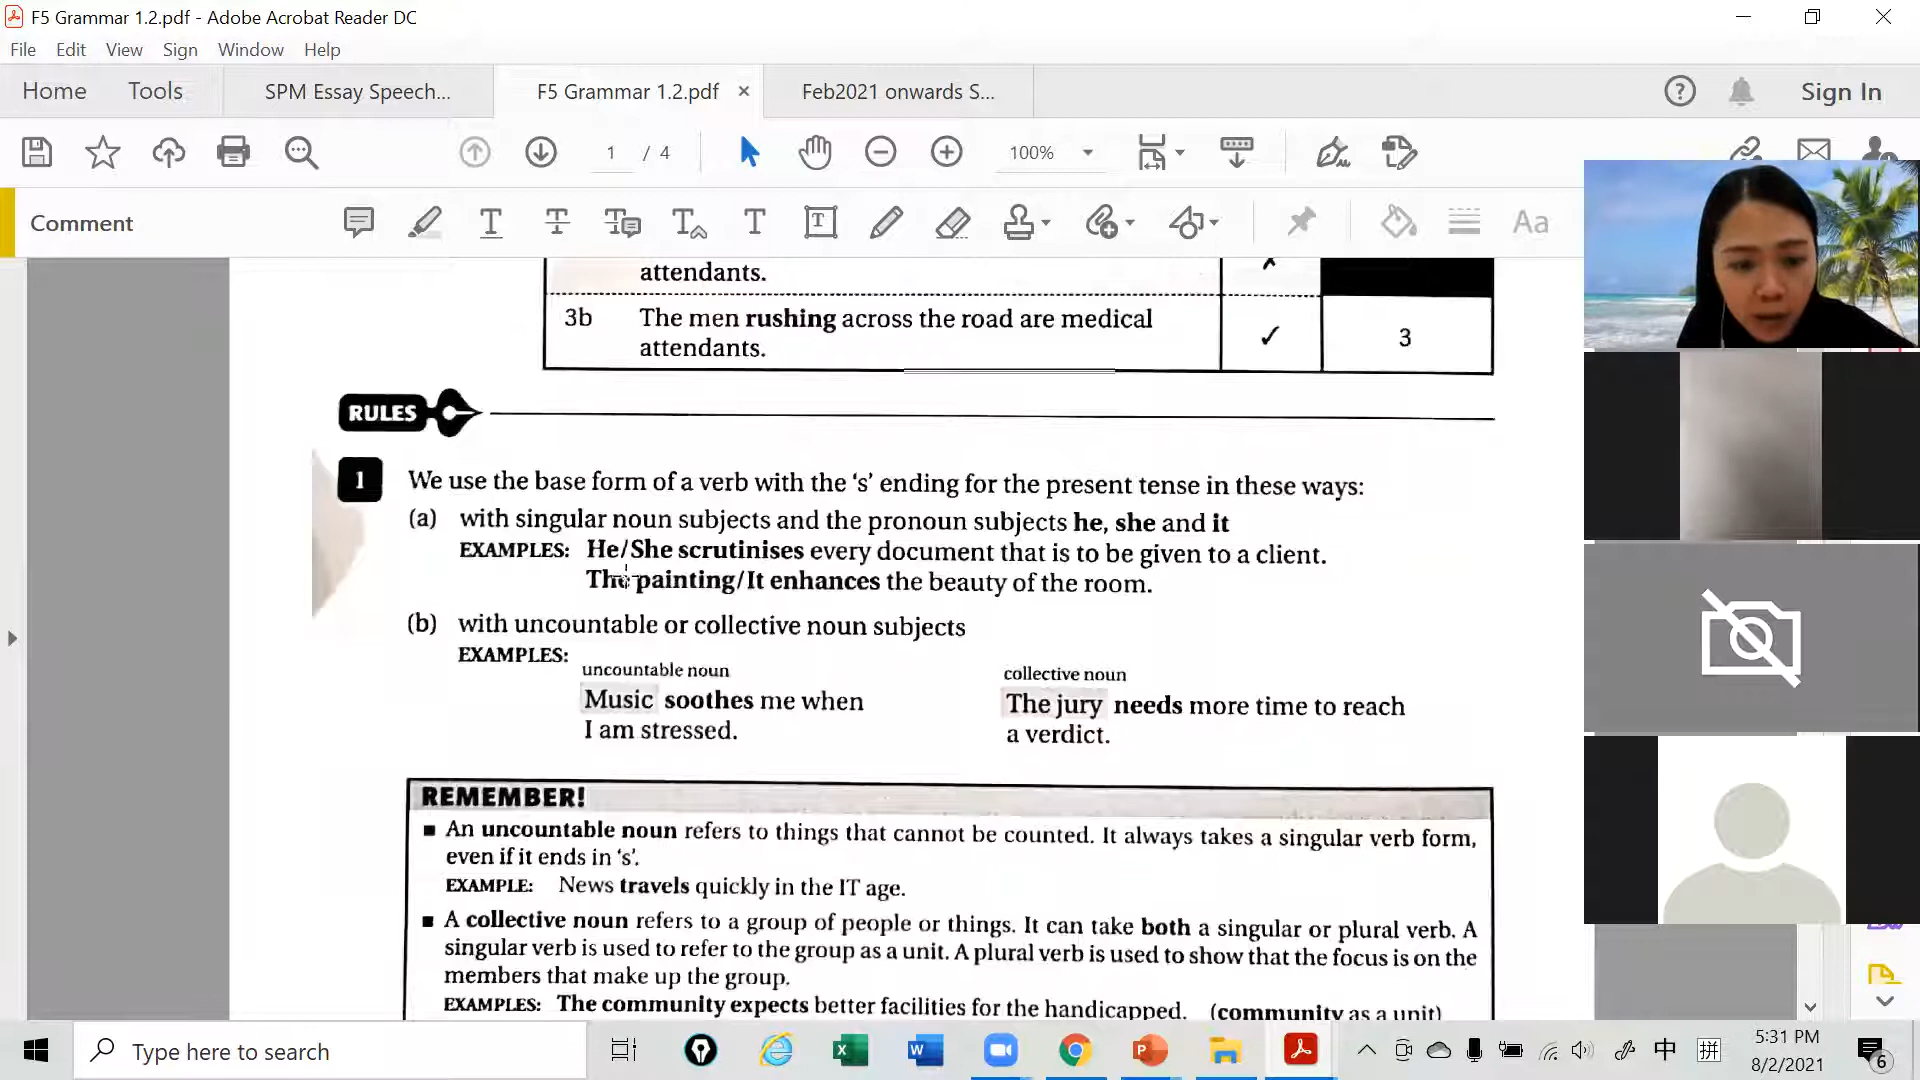 F5 Grammar 1.2.pdf - Adobe Acrobat Reader DC
File Edit View Sign Window Help
Home Tools SPM Essay Speech... F5 Grammar 1.2.pdf × Feb2021 onwards S... Sign In
1 / 4 100%
Comment
attendants. ✗
3b The men rushing across the road are medical ✓ 3
attendants.
RULES
1 We use the base form of a verb with the ‘s’ ending for the present tense in these ways:
(a) with singular noun subjects and the pronoun subjects he, she and it
EXAMPLES: He/She scrutinises every document that is to be given to a client.
The painting/It enhances the beauty of the room.
(b) with uncountable or collective noun subjects
EXAMPLES:
uncountable noun collective noun
Music soothes me when The jury needs more time to reach
I am stressed. a verdict.
REMEMBER!
■ An uncountable noun refers to things that cannot be counted. It always takes a singular verb form,
even if it ends in ‘s’.
EXAMPLE: News travels quickly in the IT age.
■ A collective noun refers to a group of people or things. It can take both a singular or plural verb. A
singular verb is used to refer to the group as a unit. A plural verb is used to show that the focus is on the
members that make up the group.
EXAMPLES: The community expects better facilities for the handicapped. (community as a unit)
Type here to search
中 拼 5:31 PM
8/2/2021
6